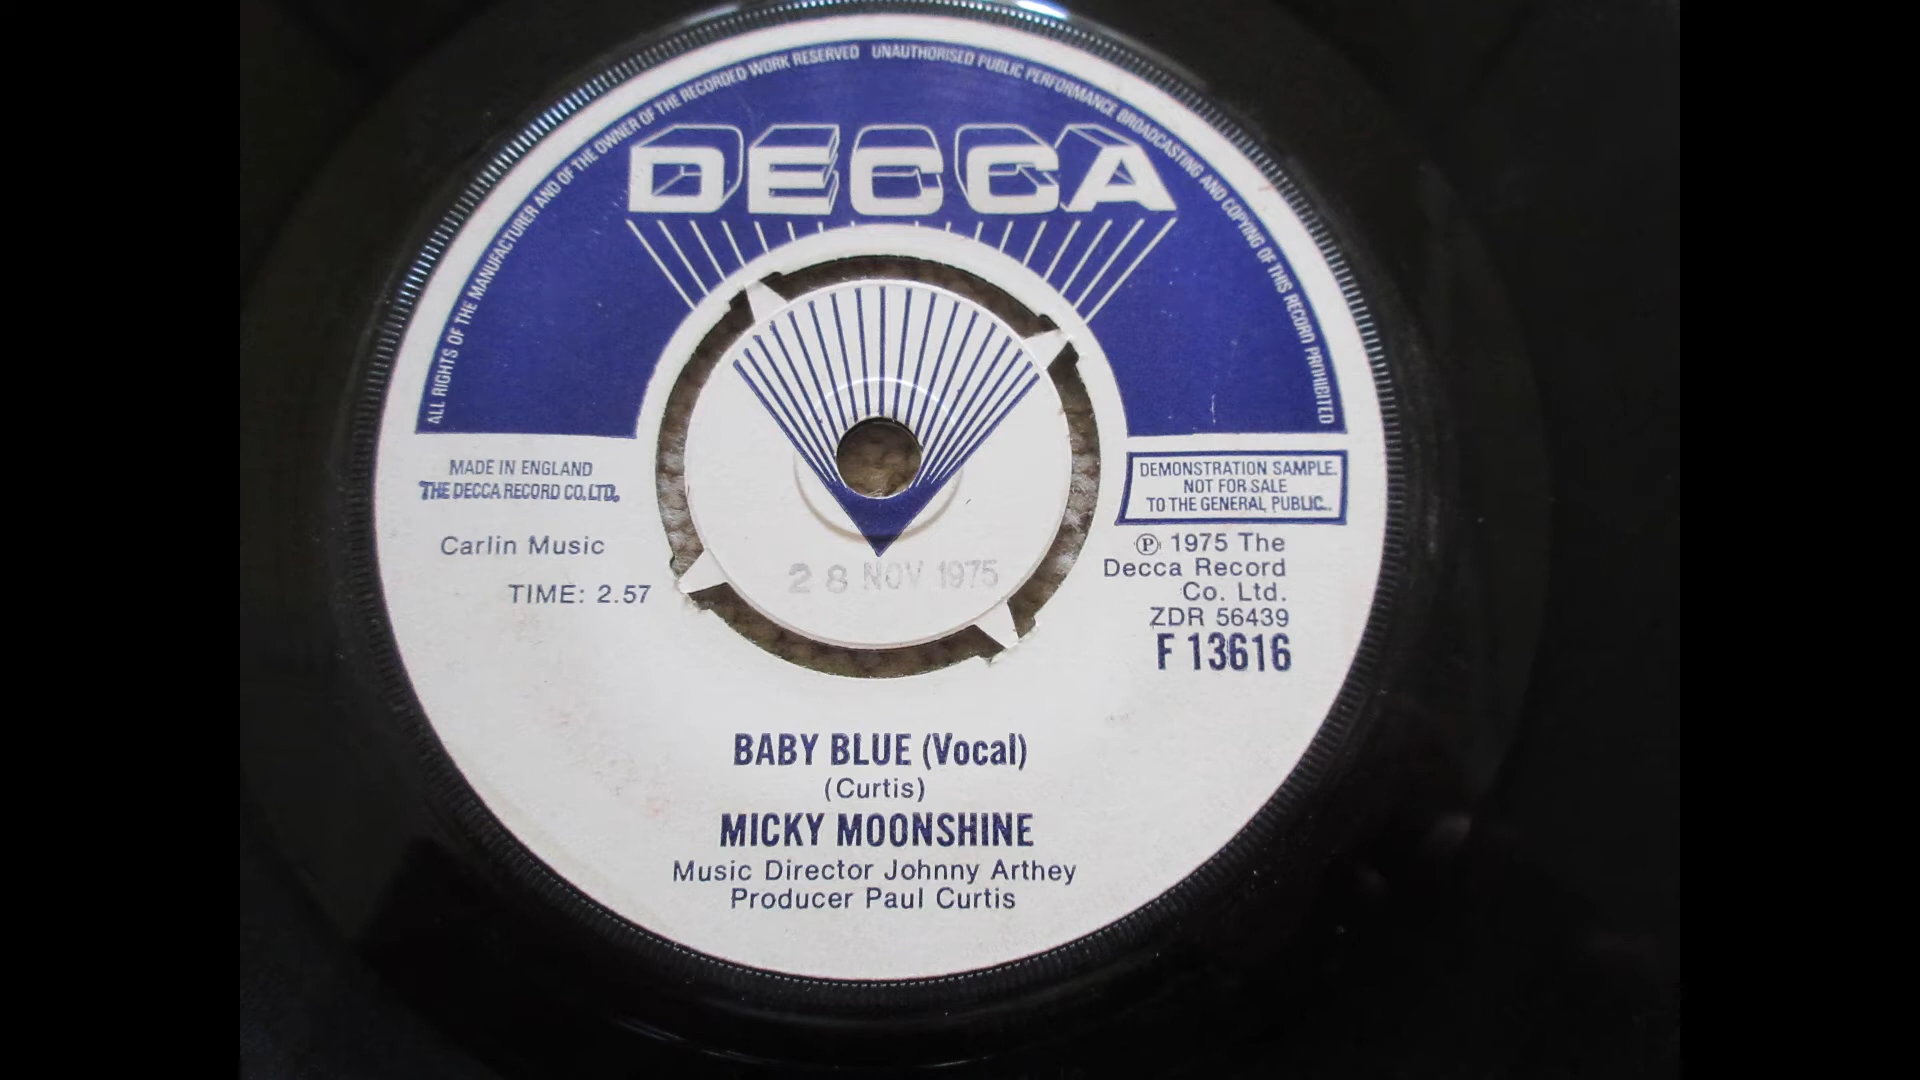 ALL RIGHTS OF THE MANUFACTURER AND OF THE OWNER OF THE RECORDED WORK RESERVED UNAUTHORISED PUBLIC PERFORMANCE BROADCASTING AND COPYING OF THIS RECORD PROHIBITED
DECCA
MADE IN ENGLAND
THE DECCA RECORD CO. LTD.
Carlin Music
TIME: 2.57
28 NOV 1975
DEMONSTRATION SAMPLE.
NOT FOR SALE
TO THE GENERAL PUBLIC..
Ⓟ 1975 The
Decca Record
Co. Ltd.
ZDR 56439
F 13616
BABY BLUE (Vocal)
(Curtis)
MICKY MOONSHINE
Music Director Johnny Arthey
Producer Paul Curtis